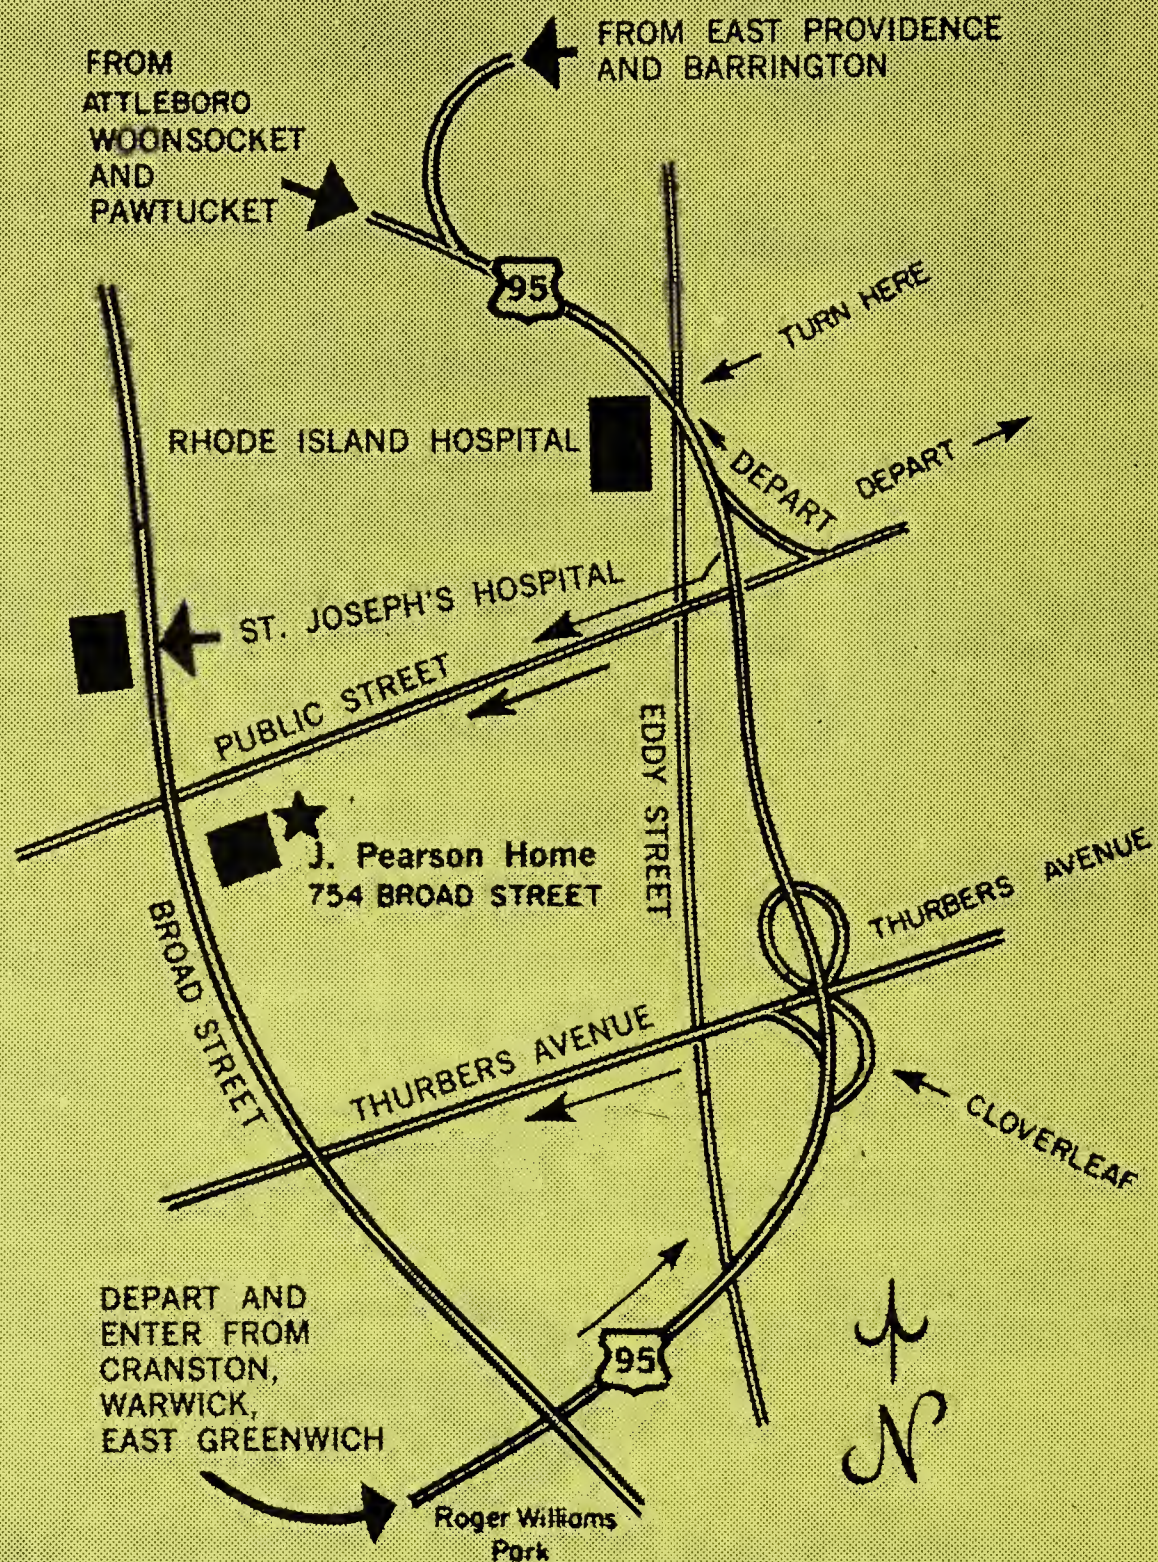 FROM EAST PROVIDENCE
AND BARRINGTON
FROM
ATTLEBORO
WOONSOCKET
AND
PAWTUCKET
95
TURN HERE
RHODE ISLAND HOSPITAL
DEPART
DEPART
ST. JOSEPH'S HOSPITAL
PUBLIC STREET
EDDY STREET
J. Pearson Home
754 BROAD STREET
THURBERS AVENUE
BROAD STREET
THURBERS AVENUE
CLOVERLEAF
DEPART AND
ENTER FROM
CRANSTON,
WARWICK,
EAST GREENWICH
95
N
Roger Williams
Park